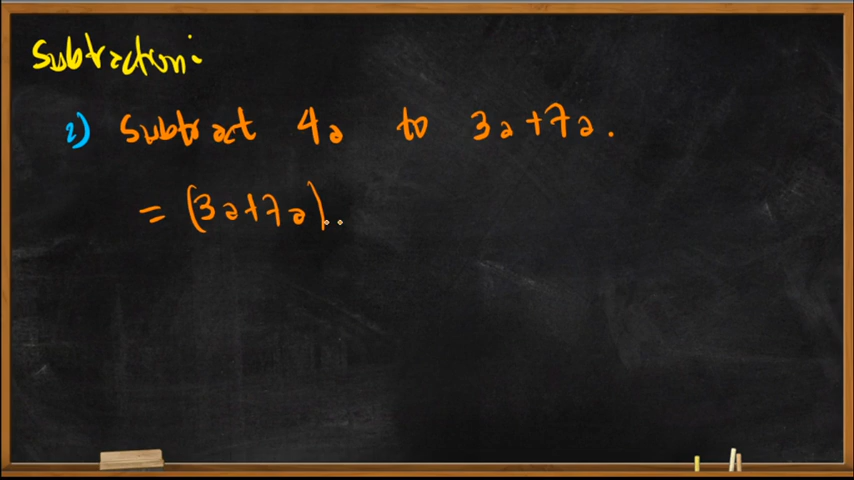 Subtraction:
2) Subtract 4a to 3a+7a.
= (3a+7a)